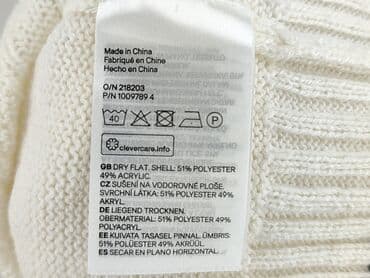 Made in China
Fabriqué en Chine
Hecho en China
O/N 218203
P/N 1009789 4
40 P
clevercare.info
GB DRY FLAT. SHELL: 51% POLYESTER
49% ACRYLIC.
CZ SUŠENÍ NA VODOROVNÉ PLOŠE.
SVRCHNÍ LÁTKA: 51% POLYESTER 49%
AKRYL.
DE LIEGEND TROCKNEN.
OBERMATERIAL: 51% POLYESTER 49%
POLYACRYL.
EE KUIVATA TASASEL PINNAL. ÜMBRIS:
51% POLÜESTER 49% AKRÜÜL.
ES SECAR EN PLANO HORIZONTAL.